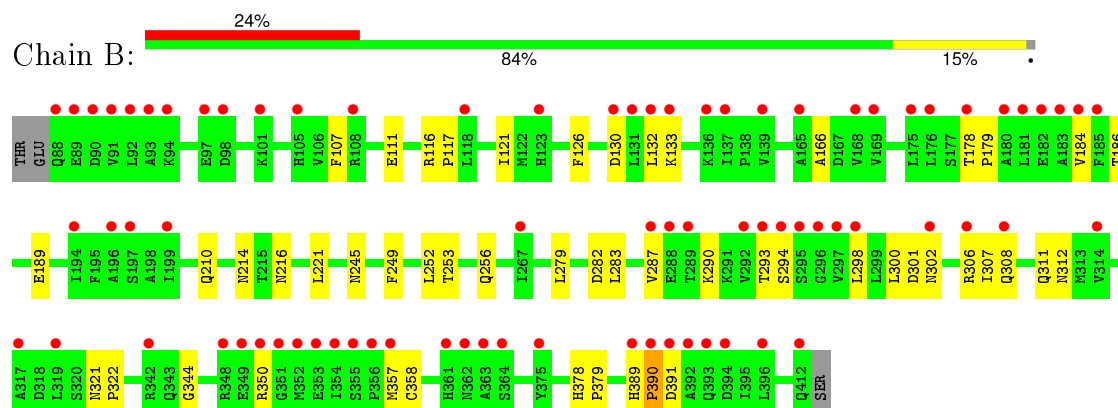 24%
Chain B:
84% 15% •
THR GLU Q88 E89 D90 V91 L92 A93 K94 E97 D98 K101 H105 V106 F107 R108 E111 R116 P117 L118 I121 M122 H123 F126 D130 L131 L132 K133 K136 I137 P138 V139 A165 A166 D167 V168 V169 L175 L176 S177 T178 P179 A180 L181 E182 A183 V184 F185 T186
E189 I194 F195 A196 S197 A198 I199 Q210 N214 T215 N216 L221 N245 F249 L252 T253 Q256 I267 L279 D282 L283 V287 E288 T289 K290 K291 V292 T293 S294 S295 G296 V297 L298 L299 L300 D301 N302 R306 I307 Q308 Q311 N312 M313 V314
A317 D318 L319 S320 N321 P322 R342 Q343 G344 R348 E349 R350 G351 M352 E353 I354 S355 P356 M357 C358 H361 N362 A363 S364 Y375 H378 P379 H389 P390 D391 A392 Q393 D394 I395 L396 Q412 SER